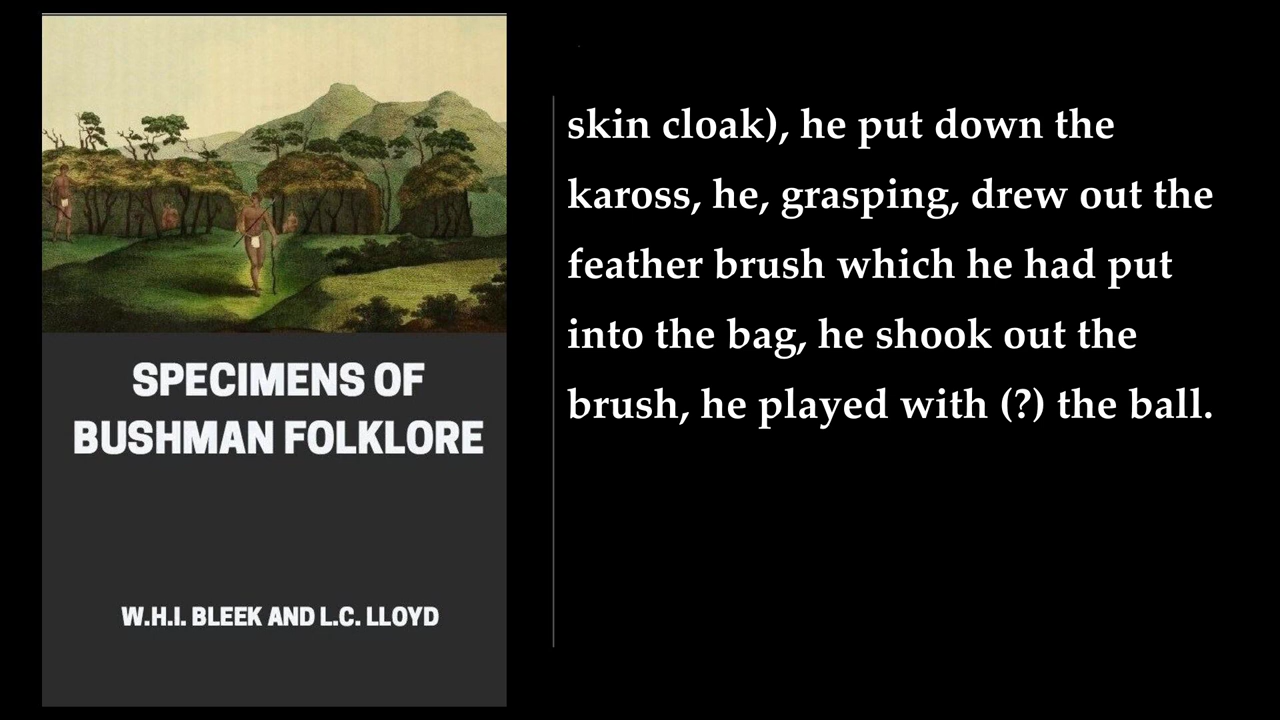 SPECIMENS OF
BUSHMAN FOLKLORE
W.H.I. BLEEK AND L.C. LLOYD
skin cloak), he put down the
kaross, he, grasping, drew out the
feather brush which he had put
into the bag, he shook out the
brush, he played with (?) the ball.